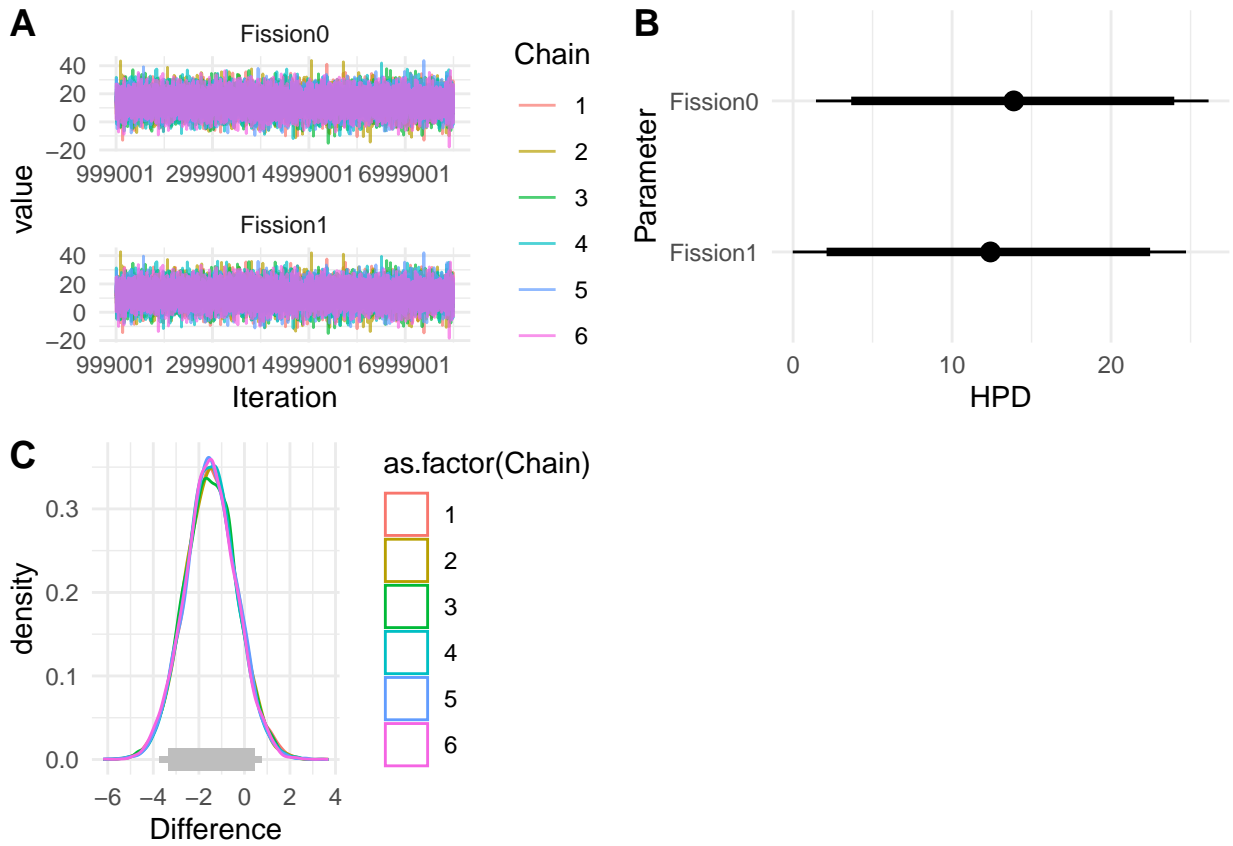 A
Fission0
40
20
0
−20
999001 2999001 4999001 6999001
Fission1
40
20
0
−20
999001 2999001 4999001 6999001
value
Iteration
Chain
1
2
3
4
5
6
B
Parameter
Fission0
Fission1
0 10 20
HPD
C
density
0.3
0.2
0.1
0.0
−6 −4 −2 0 2 4
Difference
as.factor(Chain)
1
2
3
4
5
6